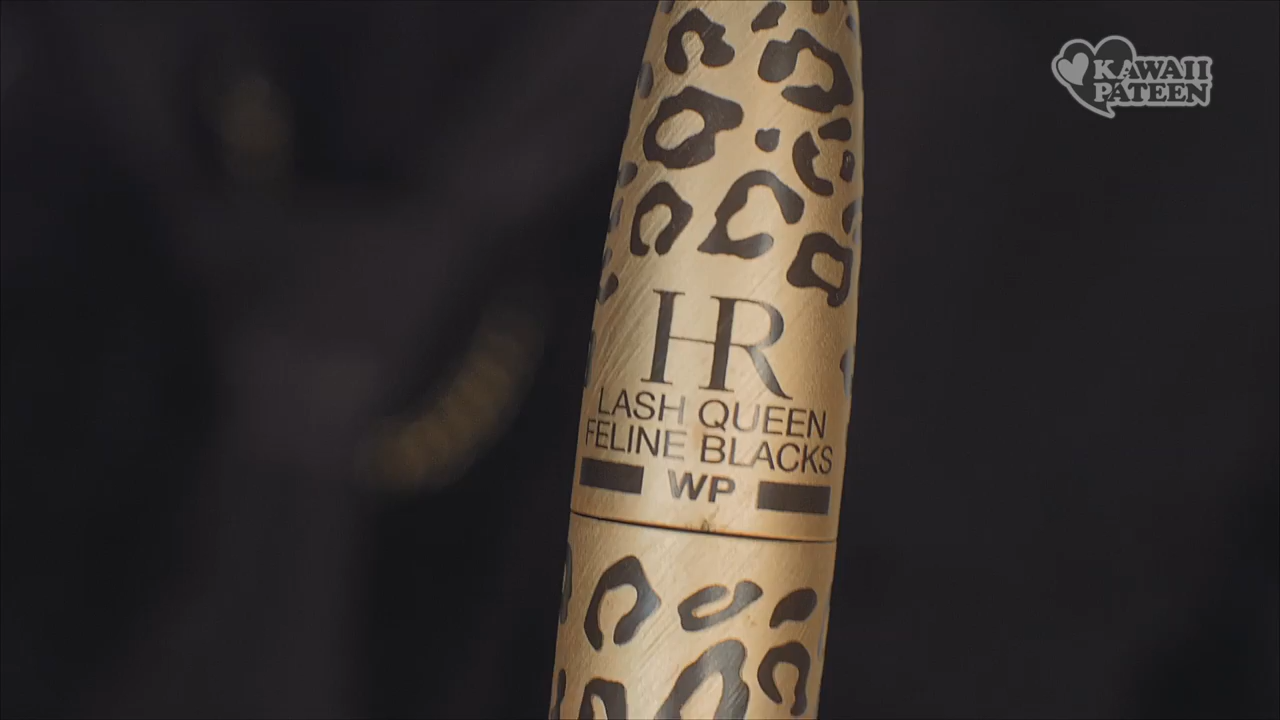 KAWAII
PATEEN
HR
LASH QUEEN
FELINE BLACKS
WP